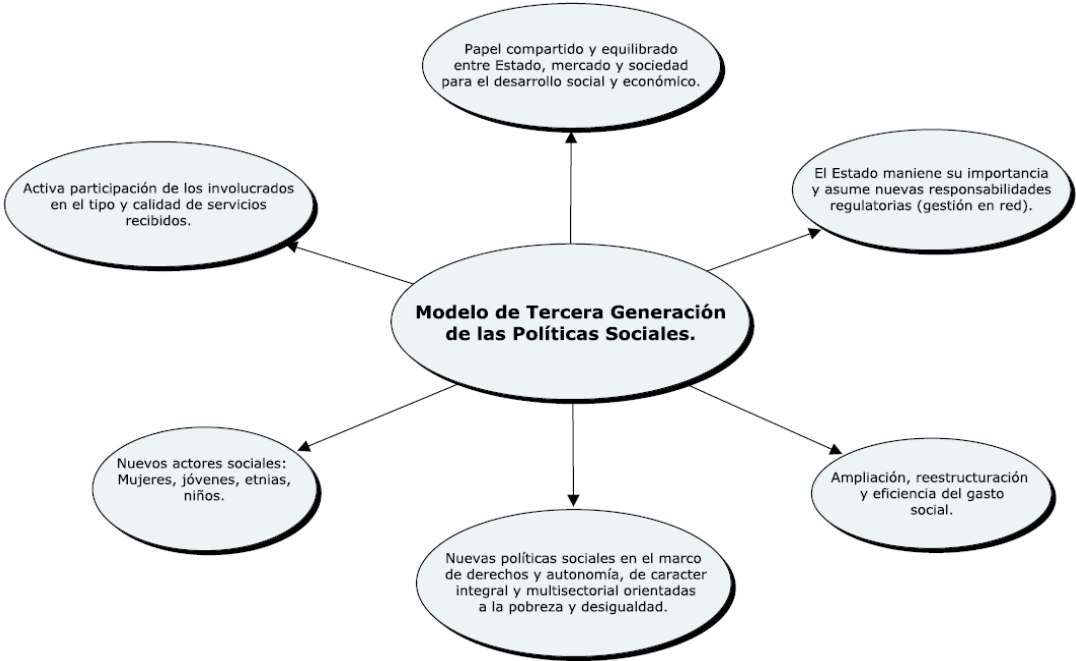 Papel compartido y equilibrado
entre Estado, mercado y sociedad
para el desarrollo social y económico.
Activa participación de los involucrados
en el tipo y calidad de servicios
recibidos.
El Estado maniene su importancia
y asume nuevas responsabilidades
regulatorias (gestión en red).
Modelo de Tercera Generación
de las Políticas Sociales.
Nuevos actores sociales:
Mujeres, jóvenes, etnias,
niños.
Ampliación, reestructuración
y eficiencia del gasto
social.
Nuevas políticas sociales en el marco
de derechos y autonomía, de caracter
integral y multisectorial orientadas
a la pobreza y desigualdad.